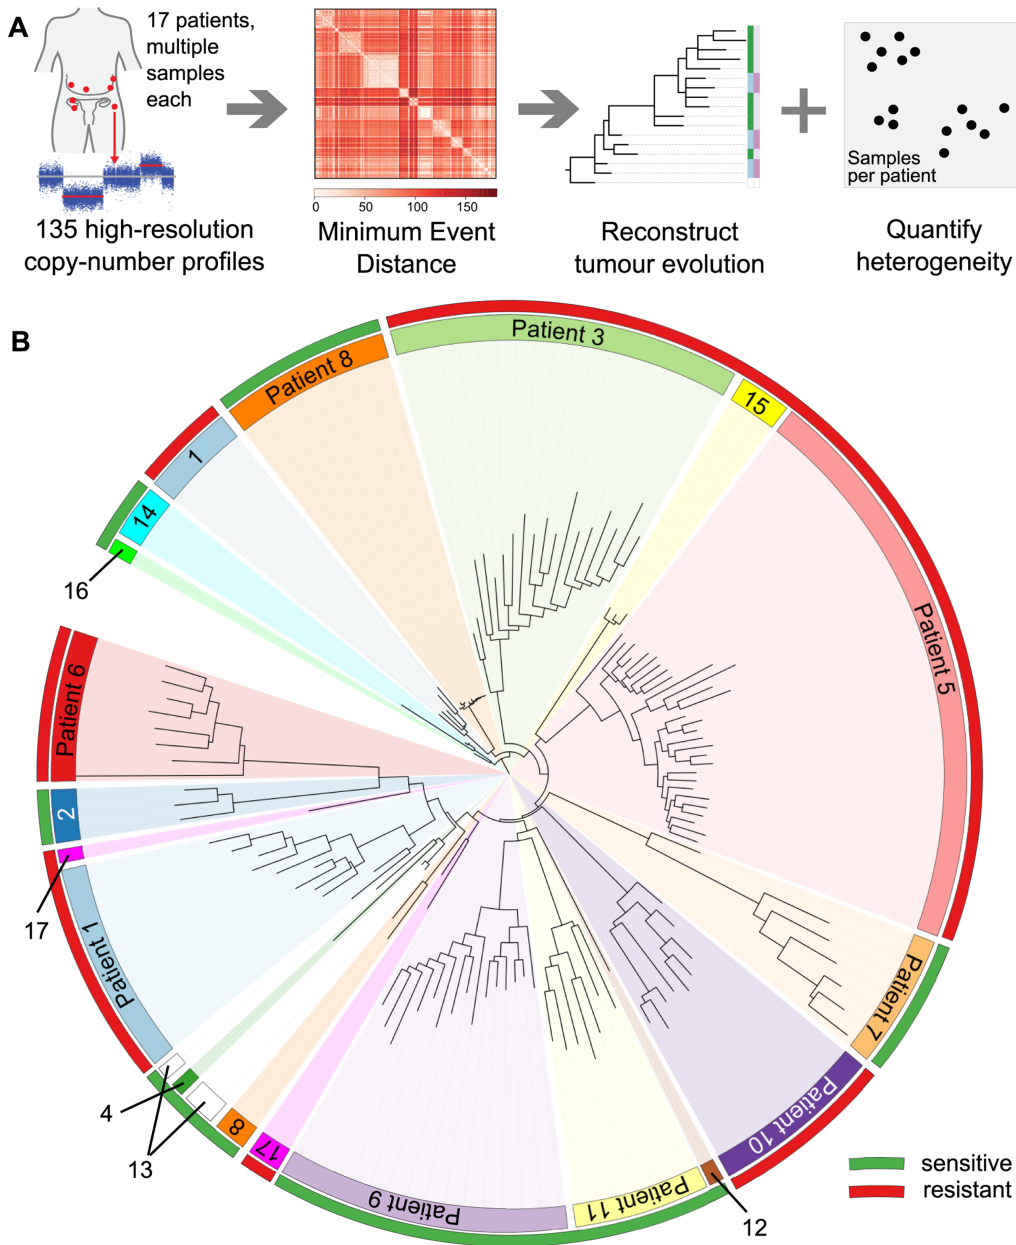 A
17 patients,
multiple
samples
each
135 high-resolution
copy-number profiles
0 50 100 150
Minimum Event
Distance
Reconstruct
tumour evolution
Samples
per patient
Quantify
heterogeneity
B
Patient 3
15
Patient 5
Patient 7
Patient 10
12
Patient 11
Patient 9
17
8
13
4
Patient 1
17
2
Patient 6
16
14
1
Patient 8
sensitive
resistant